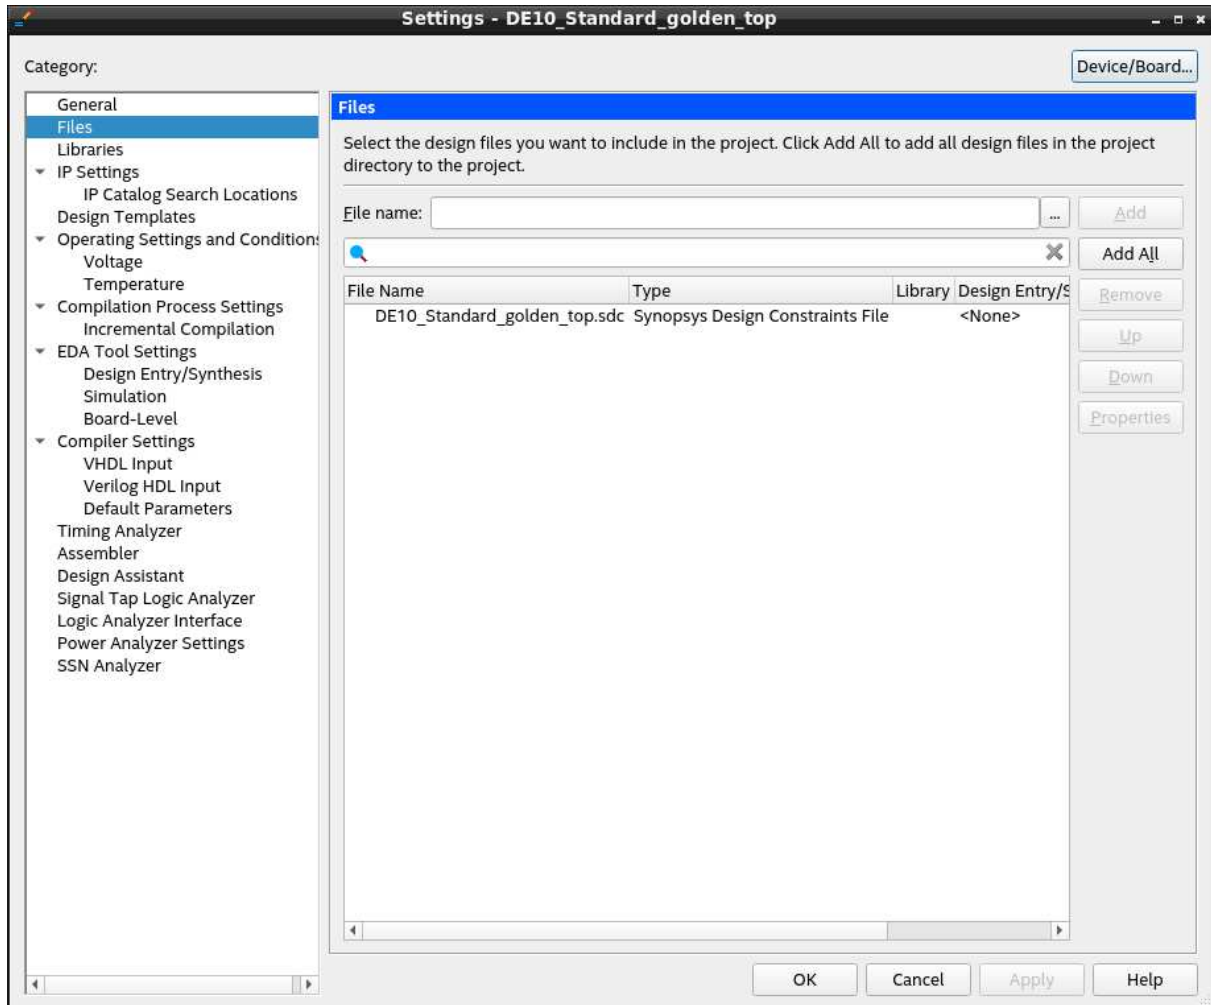 Settings - DE10_Standard_golden_top
Category:
Device/Board...
General
Files
Libraries
IP Settings
IP Catalog Search Locations
Design Templates
Operating Settings and Conditions
Voltage
Temperature
Compilation Process Settings
Incremental Compilation
EDA Tool Settings
Design Entry/Synthesis
Simulation
Board-Level
Compiler Settings
VHDL Input
Verilog HDL Input
Default Parameters
Timing Analyzer
Assembler
Design Assistant
Signal Tap Logic Analyzer
Logic Analyzer Interface
Power Analyzer Settings
SSN Analyzer
Files
Select the design files you want to include in the project. Click Add All to add all design files in the project
directory to the project.
File name: ... Add
Add All
File Name Type Library Design Entry/S
DE10_Standard_golden_top.sdc Synopsys Design Constraints File <None>
Remove
Up
Down
Properties
OK Cancel Apply Help